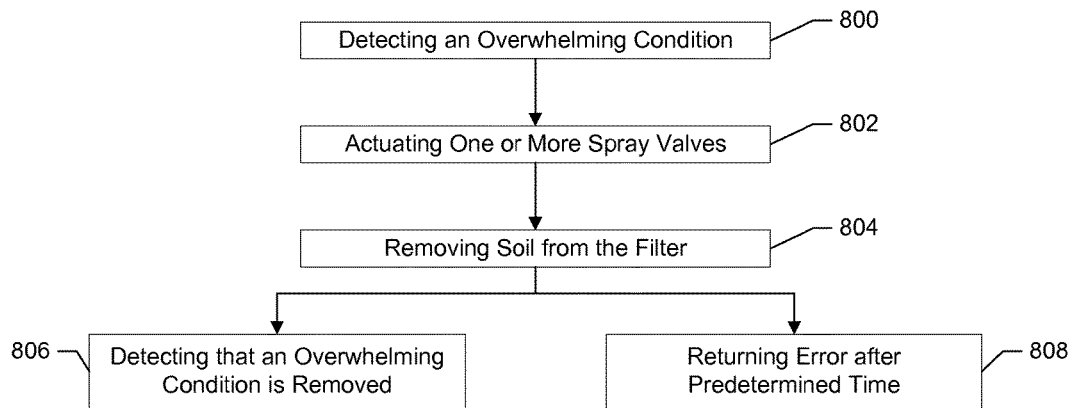 Detecting an Overwhelming Condition
800
Actuating One or More Spray Valves
802
Removing Soil from the Filter
804
806
Detecting that an Overwhelming
Condition is Removed
Returning Error after
Predetermined Time
808